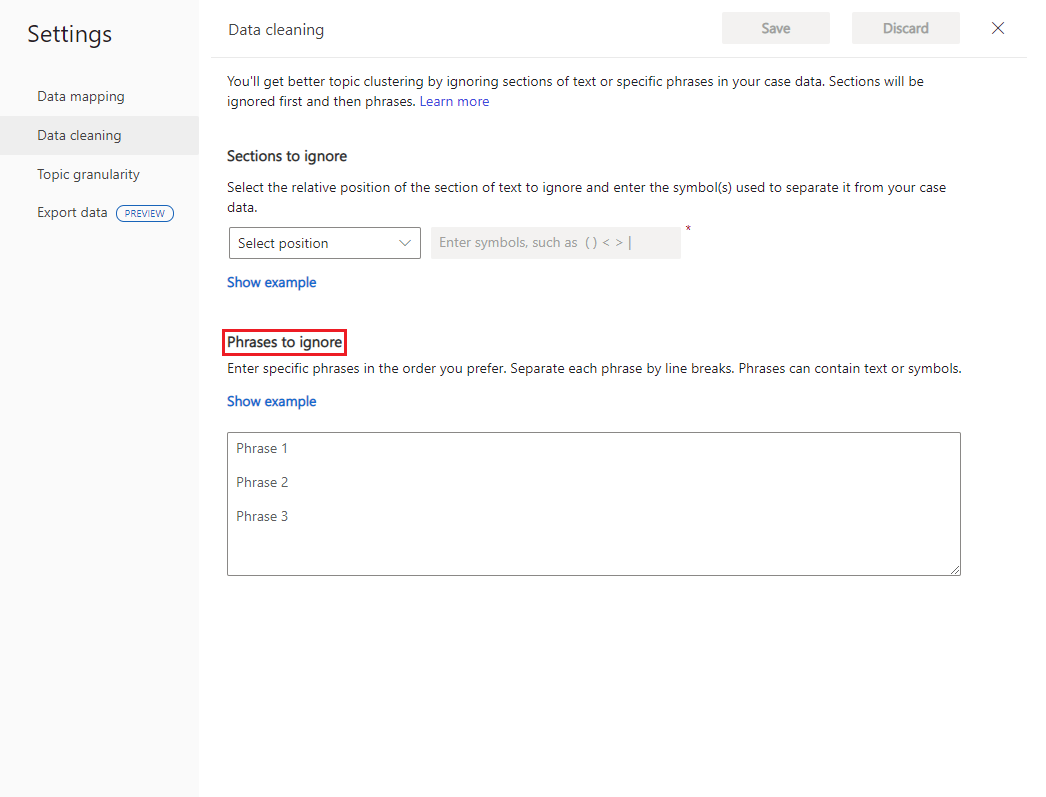 Settings
Data mapping
Data cleaning
Topic granularity
Export data PREVIEW
Data cleaning
Save
Discard
You'll get better topic clustering by ignoring sections of text or specific phrases in your case data. Sections will be
ignored first and then phrases. Learn more
Sections to ignore
Select the relative position of the section of text to ignore and enter the symbol(s) used to separate it from your case
data.
Select position
Enter symbols, such as ( ) < > |
*
Show example
Phrases to ignore
Enter specific phrases in the order you prefer. Separate each phrase by line breaks. Phrases can contain text or symbols.
Show example
Phrase 1
Phrase 2
Phrase 3